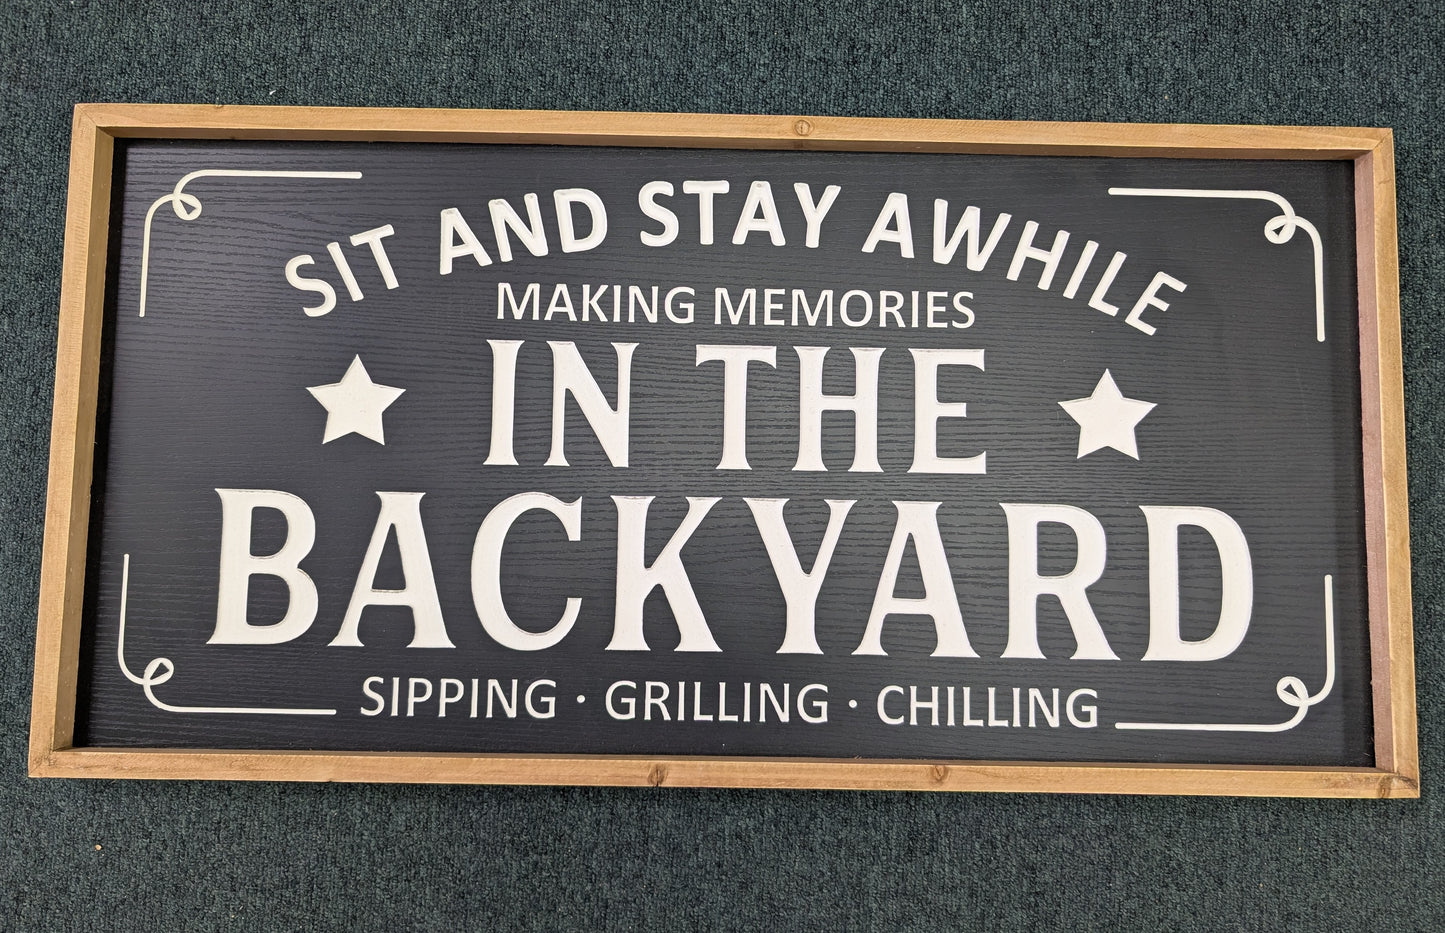 SIT AND STAY AWHILE
MAKING MEMORIES
IN THE
BACKYARD
SIPPING · GRILLING · CHILLING